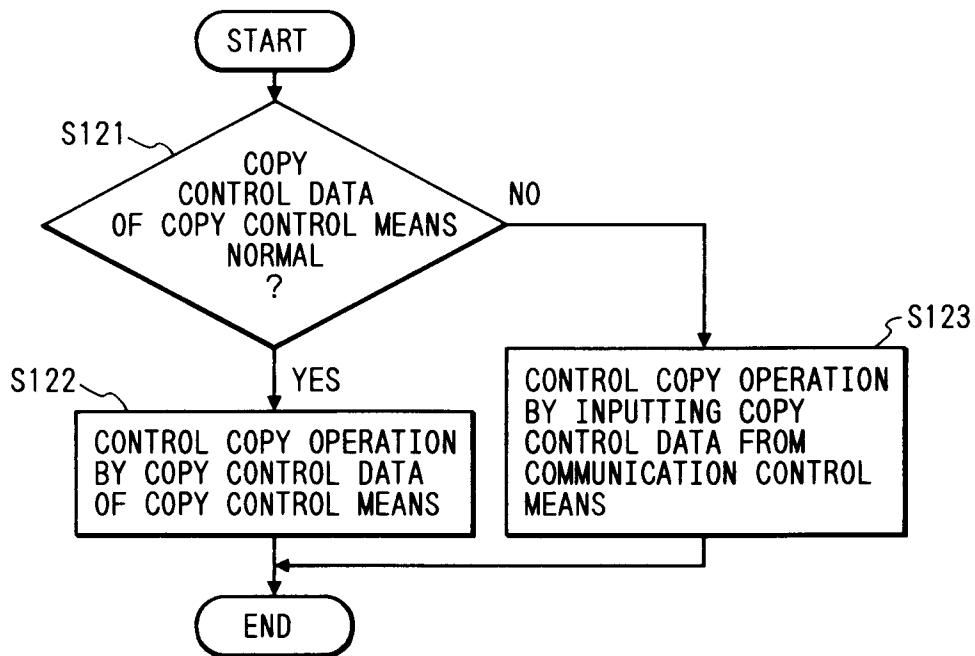 START
S121
COPY
CONTROL DATA
OF COPY CONTROL MEANS
NORMAL
?
NO
YES
S122
CONTROL COPY OPERATION
BY COPY CONTROL DATA
OF COPY CONTROL MEANS
S123
CONTROL COPY OPERATION
BY INPUTTING COPY
CONTROL DATA FROM
COMMUNICATION CONTROL
MEANS
END